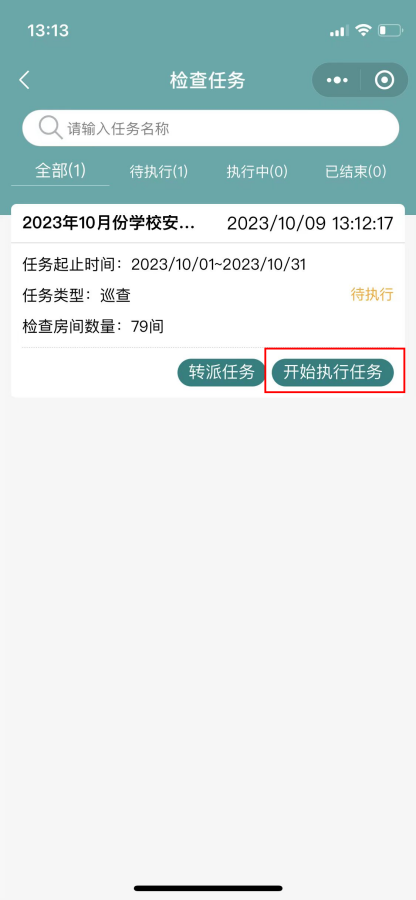 13:13
检查任务
请输入任务名称
全部(1) 待执行(1) 执行中(0) 已结束(0)
2023年10月份学校安... 2023/10/09 13:12:17
任务起止时间：2023/10/01~2023/10/31
任务类型：巡查 待执行
检查房间数量：79间
转派任务 开始执行任务